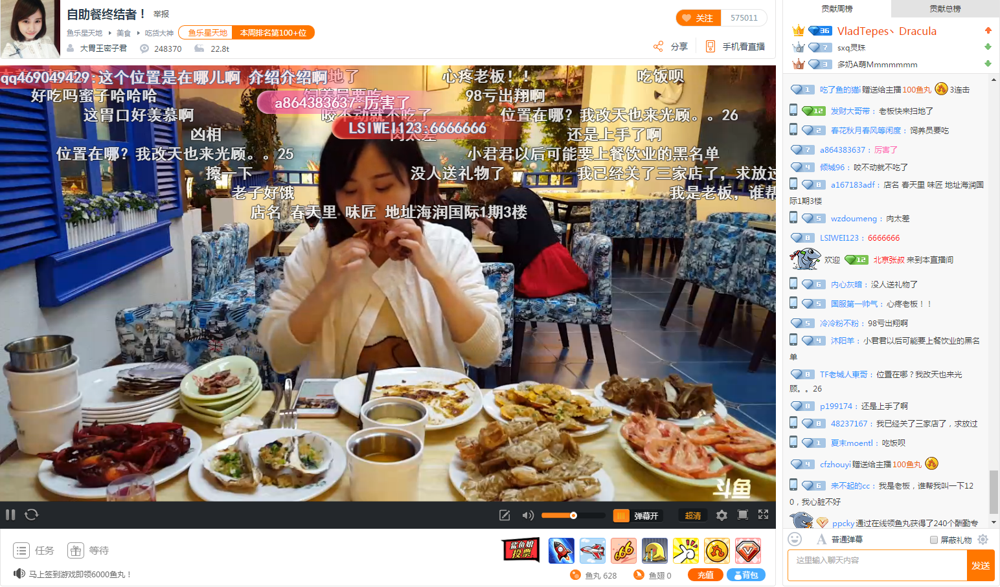 自助餐终结者！ 举报
鱼乐星天地 美食 吃货大神 鱼乐星天地 本周排名第100+位
大胃王密子君 248370 22.8t
关注 575011
分享 手机看直播
qq469049429:这个位置是在哪儿啊 介绍介绍啊
心疼老板！！
吃饭呗
好吃吗蜜子哈哈哈
a864383637:厉害了
98亏出翔啊
这胃口好羡慕啊
咬不动就不吃了
位置在哪？我改天也来光顾。。26
LSIWEI123:6666666
肉太差
凶相
还是上手了啊
位置在哪？我改天也来光顾。。25
小君君以后可能要上餐饮业的黑名单
擦一下
没人送礼物了
我已经关了三家店了，求放过
老子好饿
我是老板，谁帮
店名 春天里 味匠 地址海润国际1期3楼
斗鱼
弹幕开 超清
任务 等待
鲨鱼娘
投票
666
马上签到游戏即领6000鱼丸！
鱼丸 628 鱼翅 0 充值 背包
贡献周榜 贡献总榜
36 VladTepes丶Dracula
7 sxq灵珠
3 多奶A萌Mmmmmmm
1 吃了鱼的猫i赠送给主播100鱼丸 3连击
12 发财大哥带：老板快来扫地了
2 春花秋月春风等闲度：饲养员要吃
7 a864383637：厉害了
4 倾城96：咬不动就不吃了
8 a167183adf：店名 春天里 味匠 地址海润国
际1期3楼
5 wzdoumeng：肉太差
8 LSIWEI123：6666666
欢迎 12 北京张叔 来到本直播间
6 内心灰暗：没人送礼物了
5 国服第一帅气：心疼老板！！
5 冷冷粉不粉：98亏出翔啊
4 沐阳羊：小君君以后可能要上餐饮业的黑名
单
8 TF老城人東哥：位置在哪？我改天也来光
顾。。26
8 p199174：还是上手了啊
8 48237167：我已经关了三家店了，求放过
1 夏末moentl：吃饭呗
4 cfzhouyi赠送给主播100鱼丸
6 来不起的cc：我是老板，谁帮我叫一下12
0，我心脏不好
ppcky通过在线领鱼丸获得了240个酬勤专
普通弹幕 屏蔽礼物
这里输入聊天内容 发送